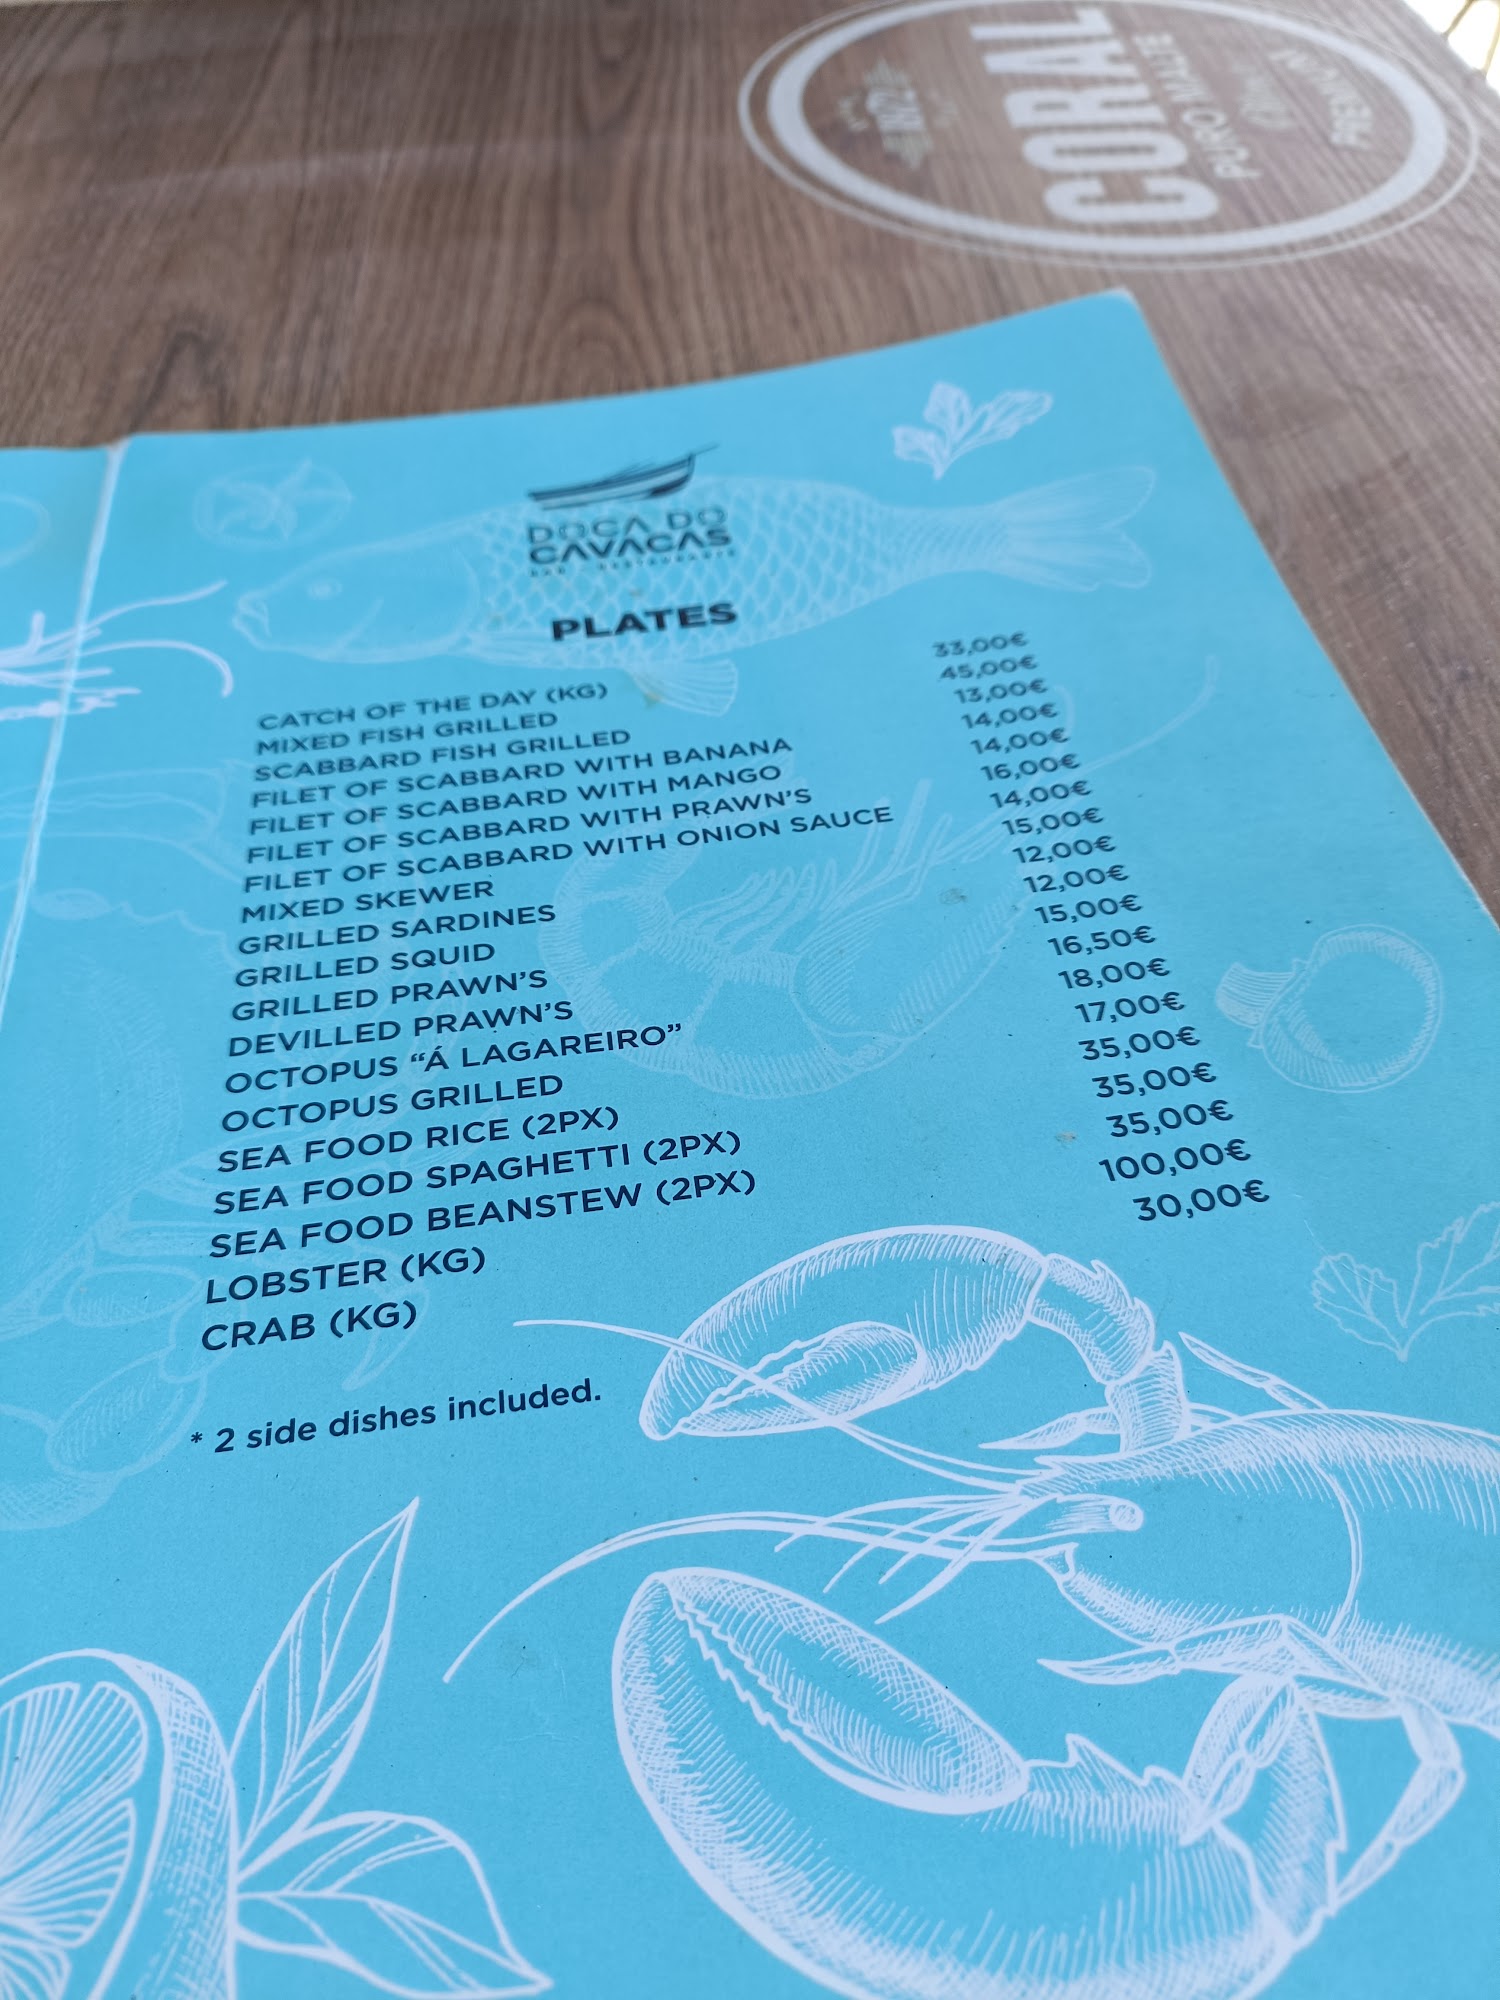 CORAL
PURO MALTE
PREMIUM
DOCA DO
CAVACAS
BAR RESTAURANTE
PLATES
CATCH OF THE DAY (KG) 33,00€
MIXED FISH GRILLED 45,00€
SCABBARD FISH GRILLED 13,00€
FILET OF SCABBARD WITH BANANA 14,00€
FILET OF SCABBARD WITH MANGO 14,00€
FILET OF SCABBARD WITH PRAWN'S 16,00€
FILET OF SCABBARD WITH ONION SAUCE 14,00€
MIXED SKEWER 15,00€
GRILLED SARDINES 12,00€
GRILLED SQUID 12,00€
GRILLED PRAWN'S 15,00€
DEVILLED PRAWN'S 16,50€
OCTOPUS “Á LAGAREIRO” 18,00€
OCTOPUS GRILLED 17,00€
SEA FOOD RICE (2PX) 35,00€
SEA FOOD SPAGHETTI (2PX) 35,00€
SEA FOOD BEANSTEW (2PX) 35,00€
LOBSTER (KG) 100,00€
CRAB (KG) 30,00€
* 2 side dishes included.